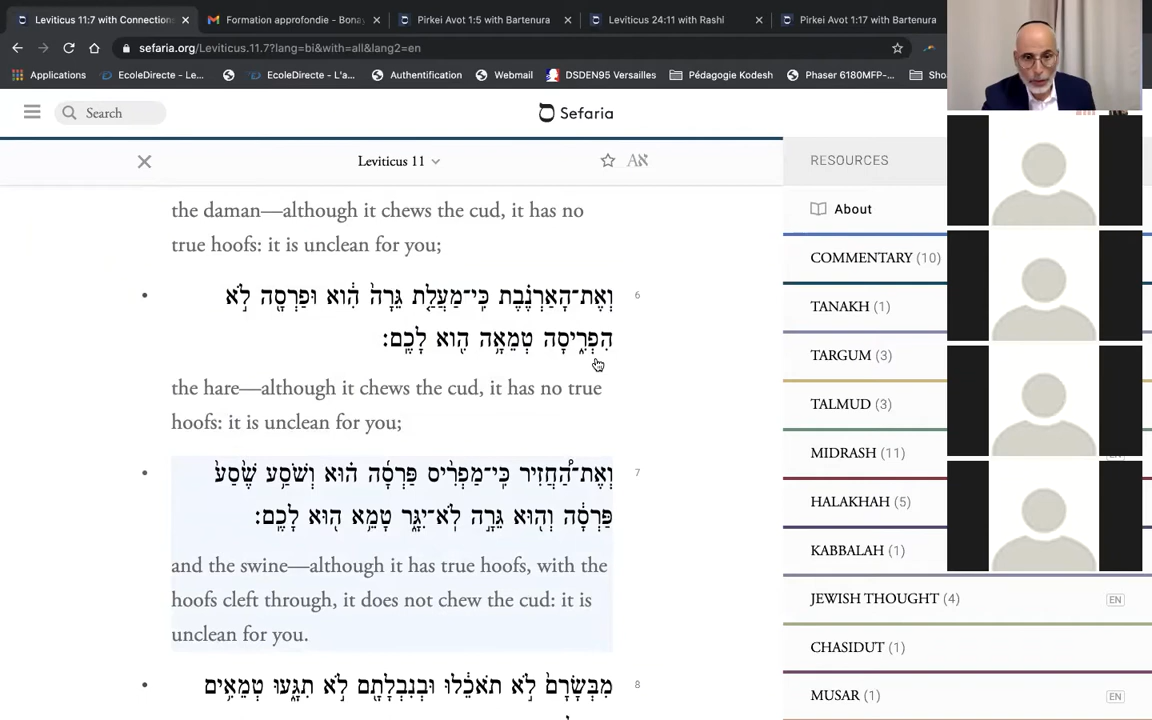 Leviticus 11:7 with Connection
Formation approfondie - Bona
Pirkei Avot 1:5 with Bartenura
Leviticus 24:11 with Rashi
Pirkei Avot 1:17 with Bartenura
sefaria.org/Leviticus.11.7?lang=bi&with=all&lang2=en
Applications
EcoleDirecte - Le...
EcoleDirecte - L'a...
Authentification
Webmail
DSDEN95 Versailles
Pédagogie Kodesh
Phaser 6180MFP-...
Sho
Search
Sefaria
Leviticus 11
RESOURCES
About
COMMENTARY (10)
TANAKH (1)
TARGUM (3)
TALMUD (3)
MIDRASH (11)
HALAKHAH (5)
KABBALAH (1)
JEWISH THOUGHT (4) EN
CHASIDUT (1)
MUSAR (1) EN
the daman—although it chews the cud, it has no
true hoofs: it is unclean for you;
6
וְאֶת־הָאַרְנֶ֗בֶת כִּֽי־מַעֲלַ֤ת גֵּרָה֙ הִ֔וא וּפַרְסָ֖ה לֹ֣א
הִפְרִ֑יסָה טְמֵאָ֥ה הִ֖וא לָכֶֽם׃
the hare—although it chews the cud, it has no true
hoofs: it is unclean for you;
7
וְאֶת־הַ֠חֲזִיר כִּֽי־מַפְרִ֨יס פַּרְסָ֜ה ה֗וּא וְשֹׁסַ֥ע שֶׁ֙סַע֙
פַּרְסָ֔ה וְה֖וּא גֵּרָ֣ה לֹֽא־יִגָּ֑ר טָמֵ֥א ה֖וּא לָכֶֽם׃
and the swine—although it has true hoofs, with the
hoofs cleft through, it does not chew the cud: it is
unclean for you.
8
מִבְּשָׂרָם֙ לֹ֣א תֹאכֵ֔לוּ וּבְנִבְלָתָ֖ם לֹ֣א תִגָּ֑עוּ טְמֵאִ֥ים